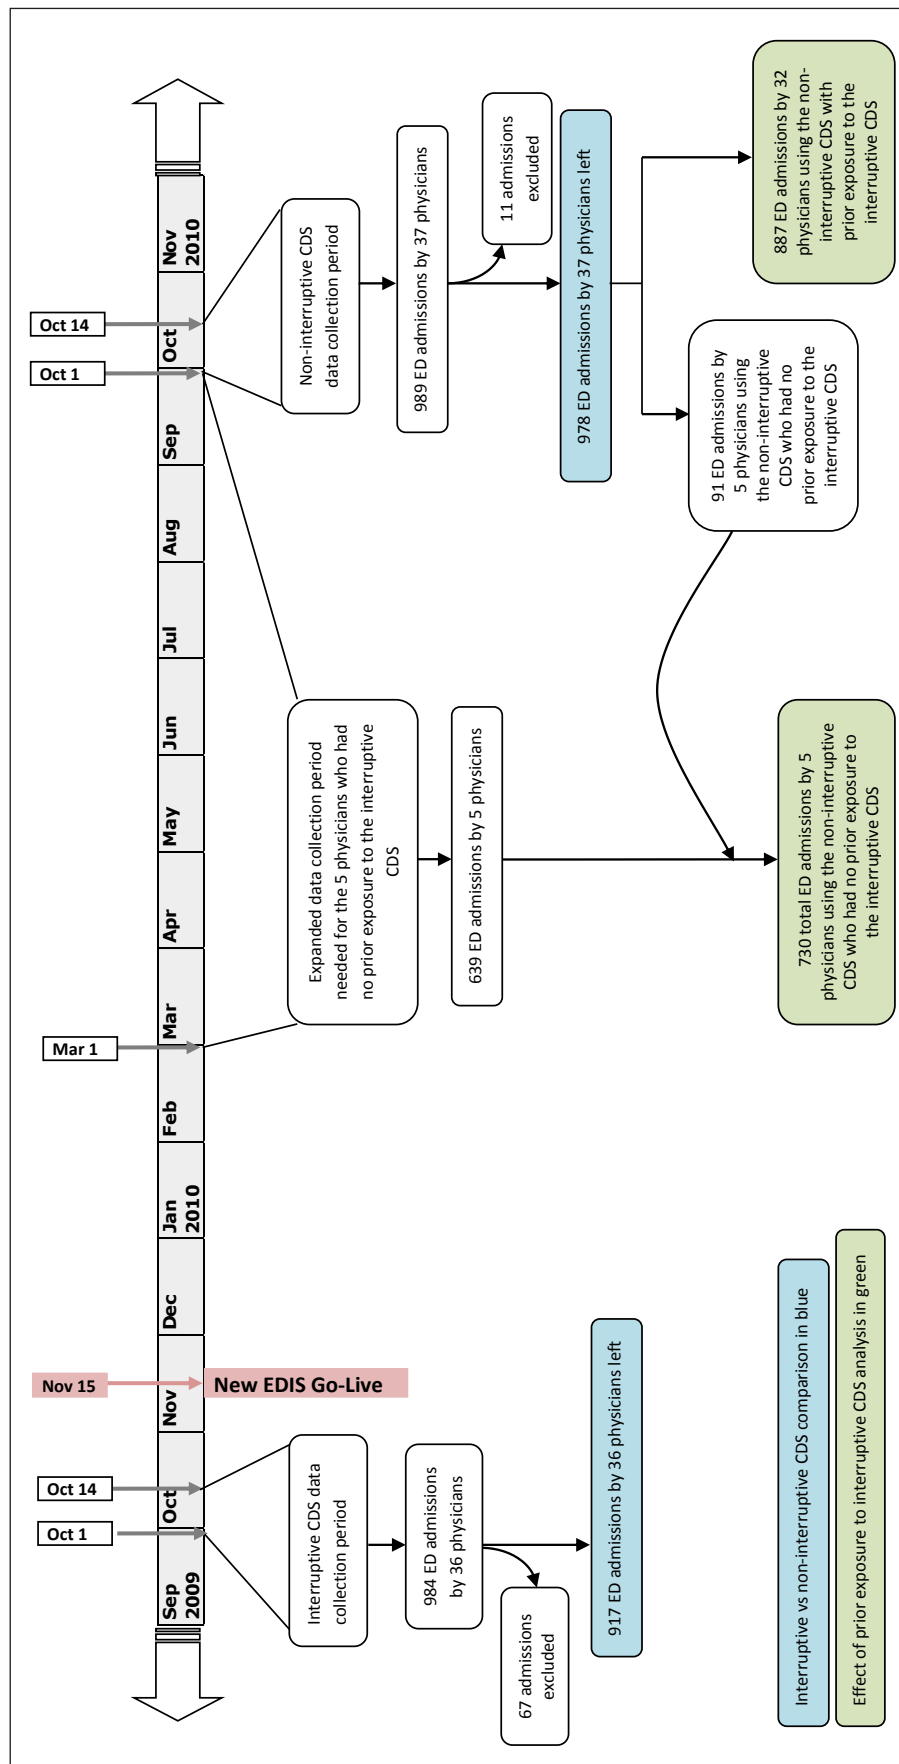 Oct 1
Oct 14
Nov 15
Mar 1
Oct 1
Oct 14
Sep
2009
Oct
Nov
Dec
Jan
2010
Feb
Mar
Apr
May
Jun
Jul
Aug
Sep
Oct
Nov
2010
New EDIS Go-Live
Interruptive CDS data
collection period
984 ED admissions
by 36 physicians
67 admissions
excluded
917 ED admissions by 36 physicians left
Expanded data collection period
needed for the 5 physicians who had
no prior exposure to the interruptive
CDS
639 ED admissions by 5 physicians
730 total ED admissions by 5
physicians using the non-interruptive
CDS who had no prior exposure to
the interruptive CDS
Non-interruptive CDS
data collection period
989 ED admissions by 37 physicians
11 admissions
excluded
978 ED admissions by 37 physicians left
91 ED admissions by
5 physicians using
the non-interruptive
CDS who had no
prior exposure to the
interruptive CDS
887 ED admissions by 32
physicians using the non-
interruptive CDS with
prior exposure to the
interruptive CDS
Interruptive vs non-interruptive CDS comparison in blue
Effect of prior exposure to interruptive CDS analysis in green